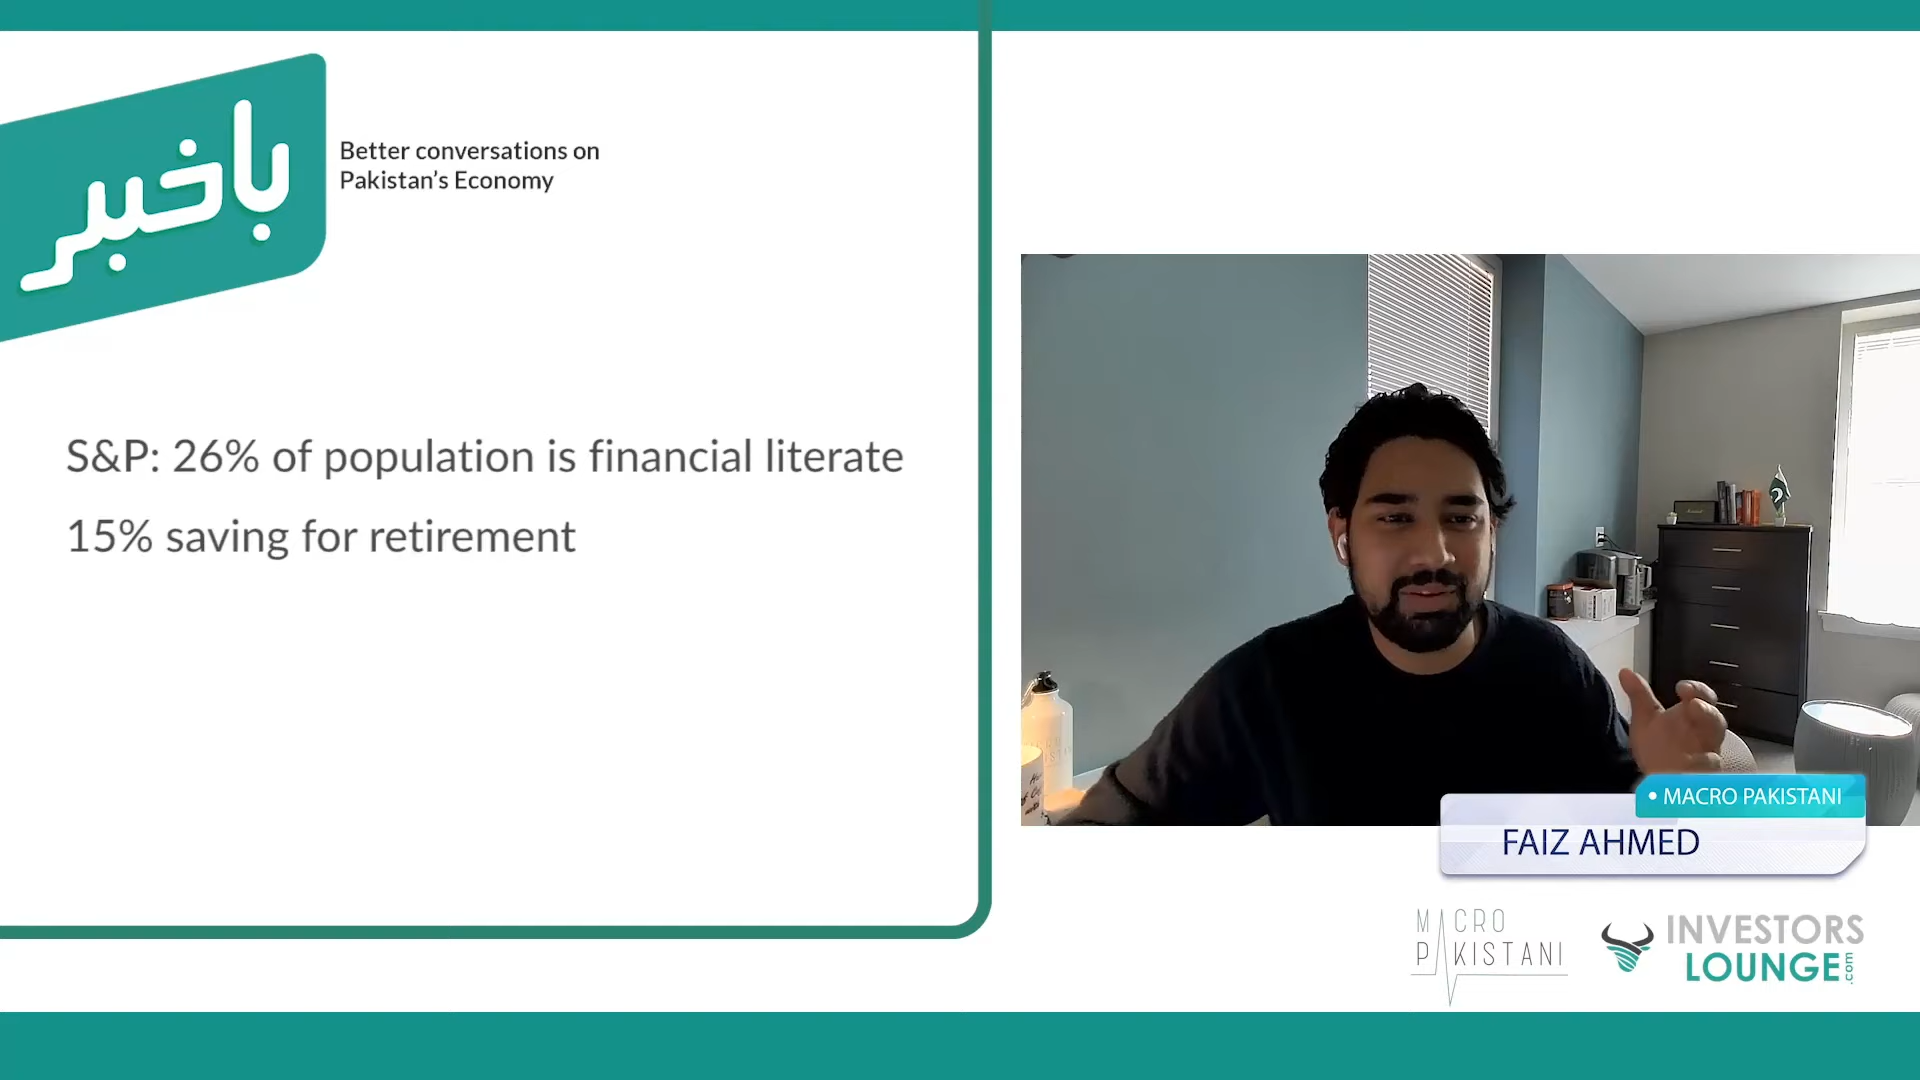 باخبر
Better conversations on
Pakistan's Economy
S&P: 26% of population is financial literate
15% saving for retirement
• MACRO PAKISTANI
FAIZ AHMED
MACRO
PAKISTANI
INVESTORS
LOUNGE.com